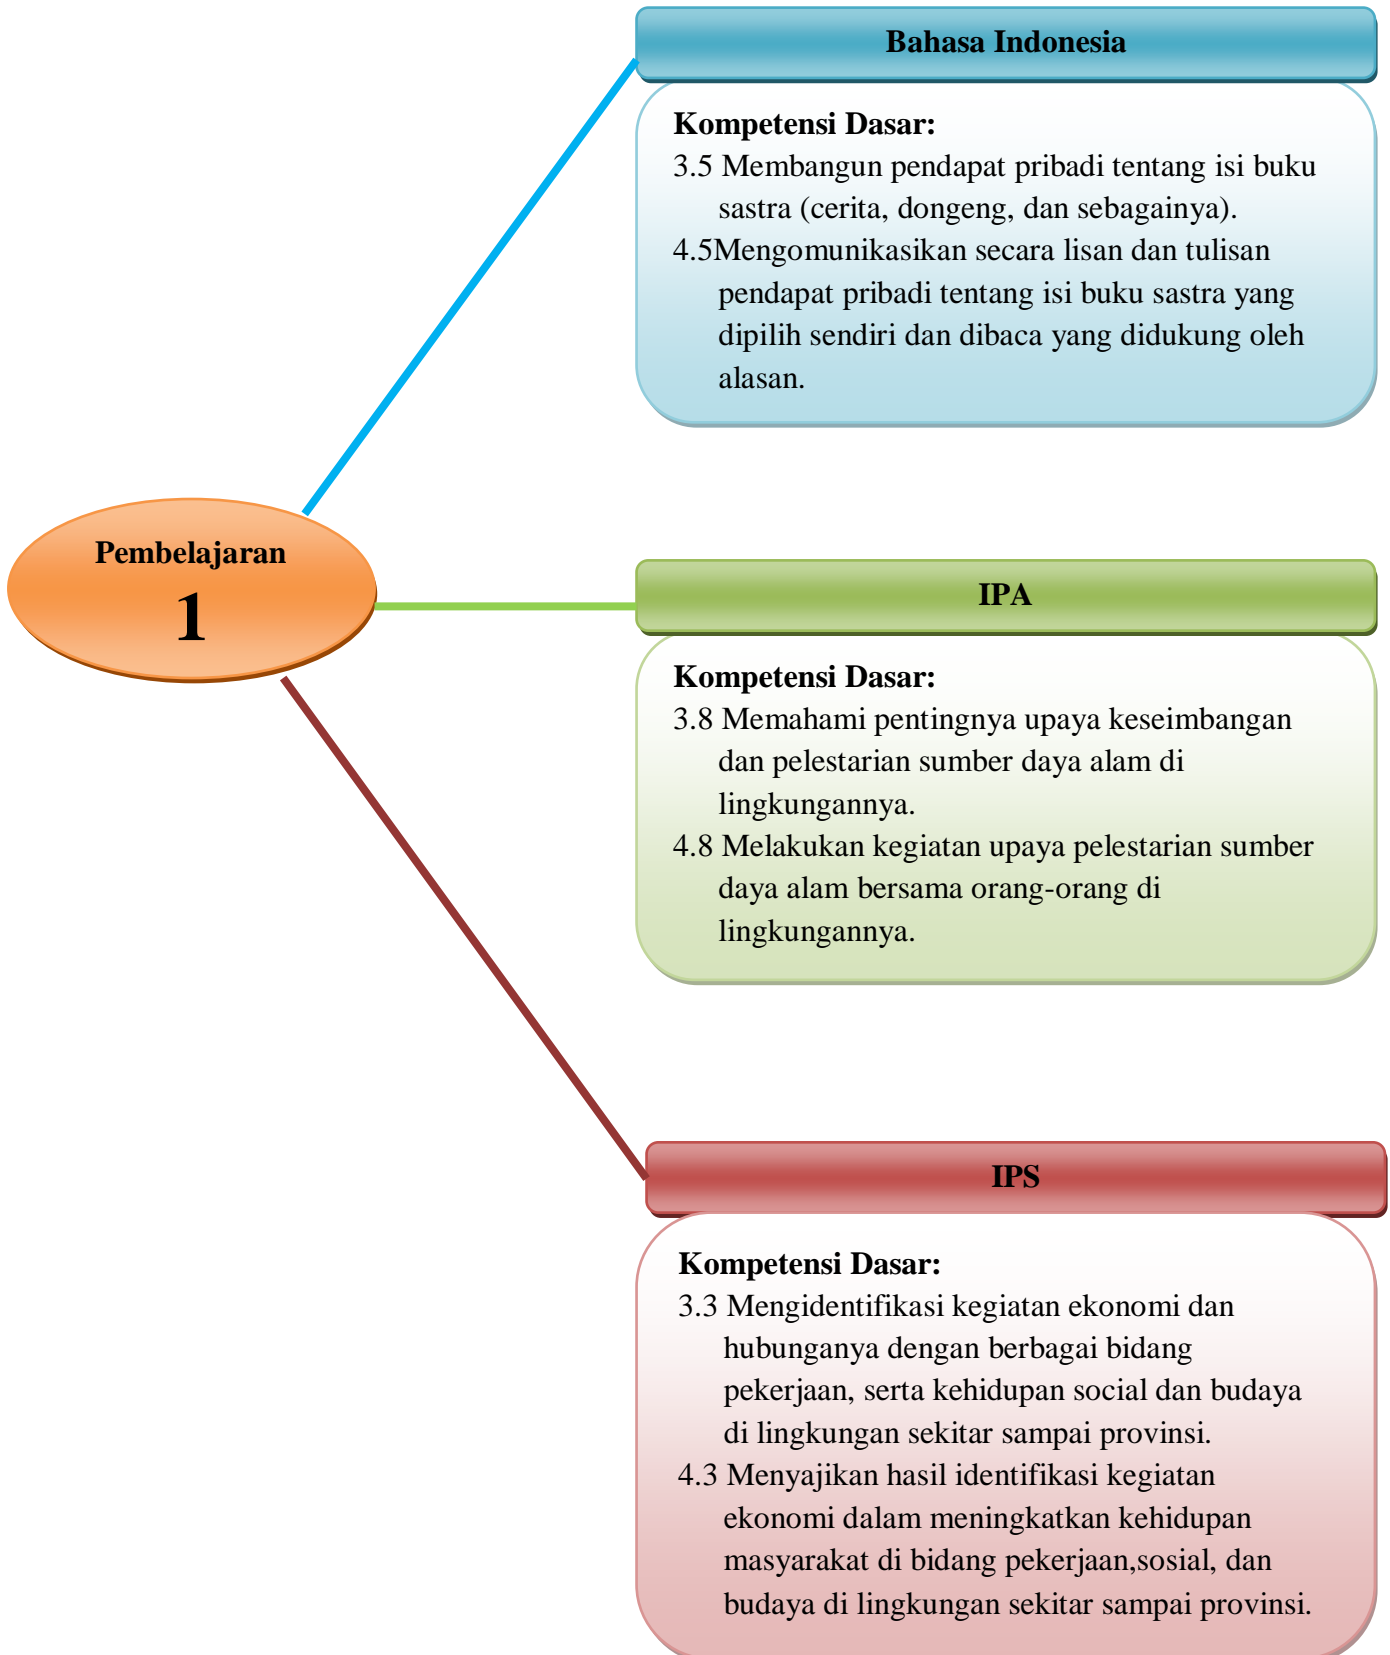 Bahasa Indonesia
Kompetensi Dasar:
3.5 Membangun pendapat pribadi tentang isi buku
sastra (cerita, dongeng, dan sebagainya).
4.5Mengomunikasikan secara lisan dan tulisan
pendapat pribadi tentang isi buku sastra yang
dipilih sendiri dan dibaca yang didukung oleh
alasan.
Pembelajaran
1
IPA
Kompetensi Dasar:
3.8 Memahami pentingnya upaya keseimbangan
dan pelestarian sumber daya alam di
lingkungannya.
4.8 Melakukan kegiatan upaya pelestarian sumber
daya alam bersama orang-orang di
lingkungannya.
IPS
Kompetensi Dasar:
3.3 Mengidentifikasi kegiatan ekonomi dan
hubunganya dengan berbagai bidang
pekerjaan, serta kehidupan social dan budaya
di lingkungan sekitar sampai provinsi.
4.3 Menyajikan hasil identifikasi kegiatan
ekonomi dalam meningkatkan kehidupan
masyarakat di bidang pekerjaan,sosial, dan
budaya di lingkungan sekitar sampai provinsi.